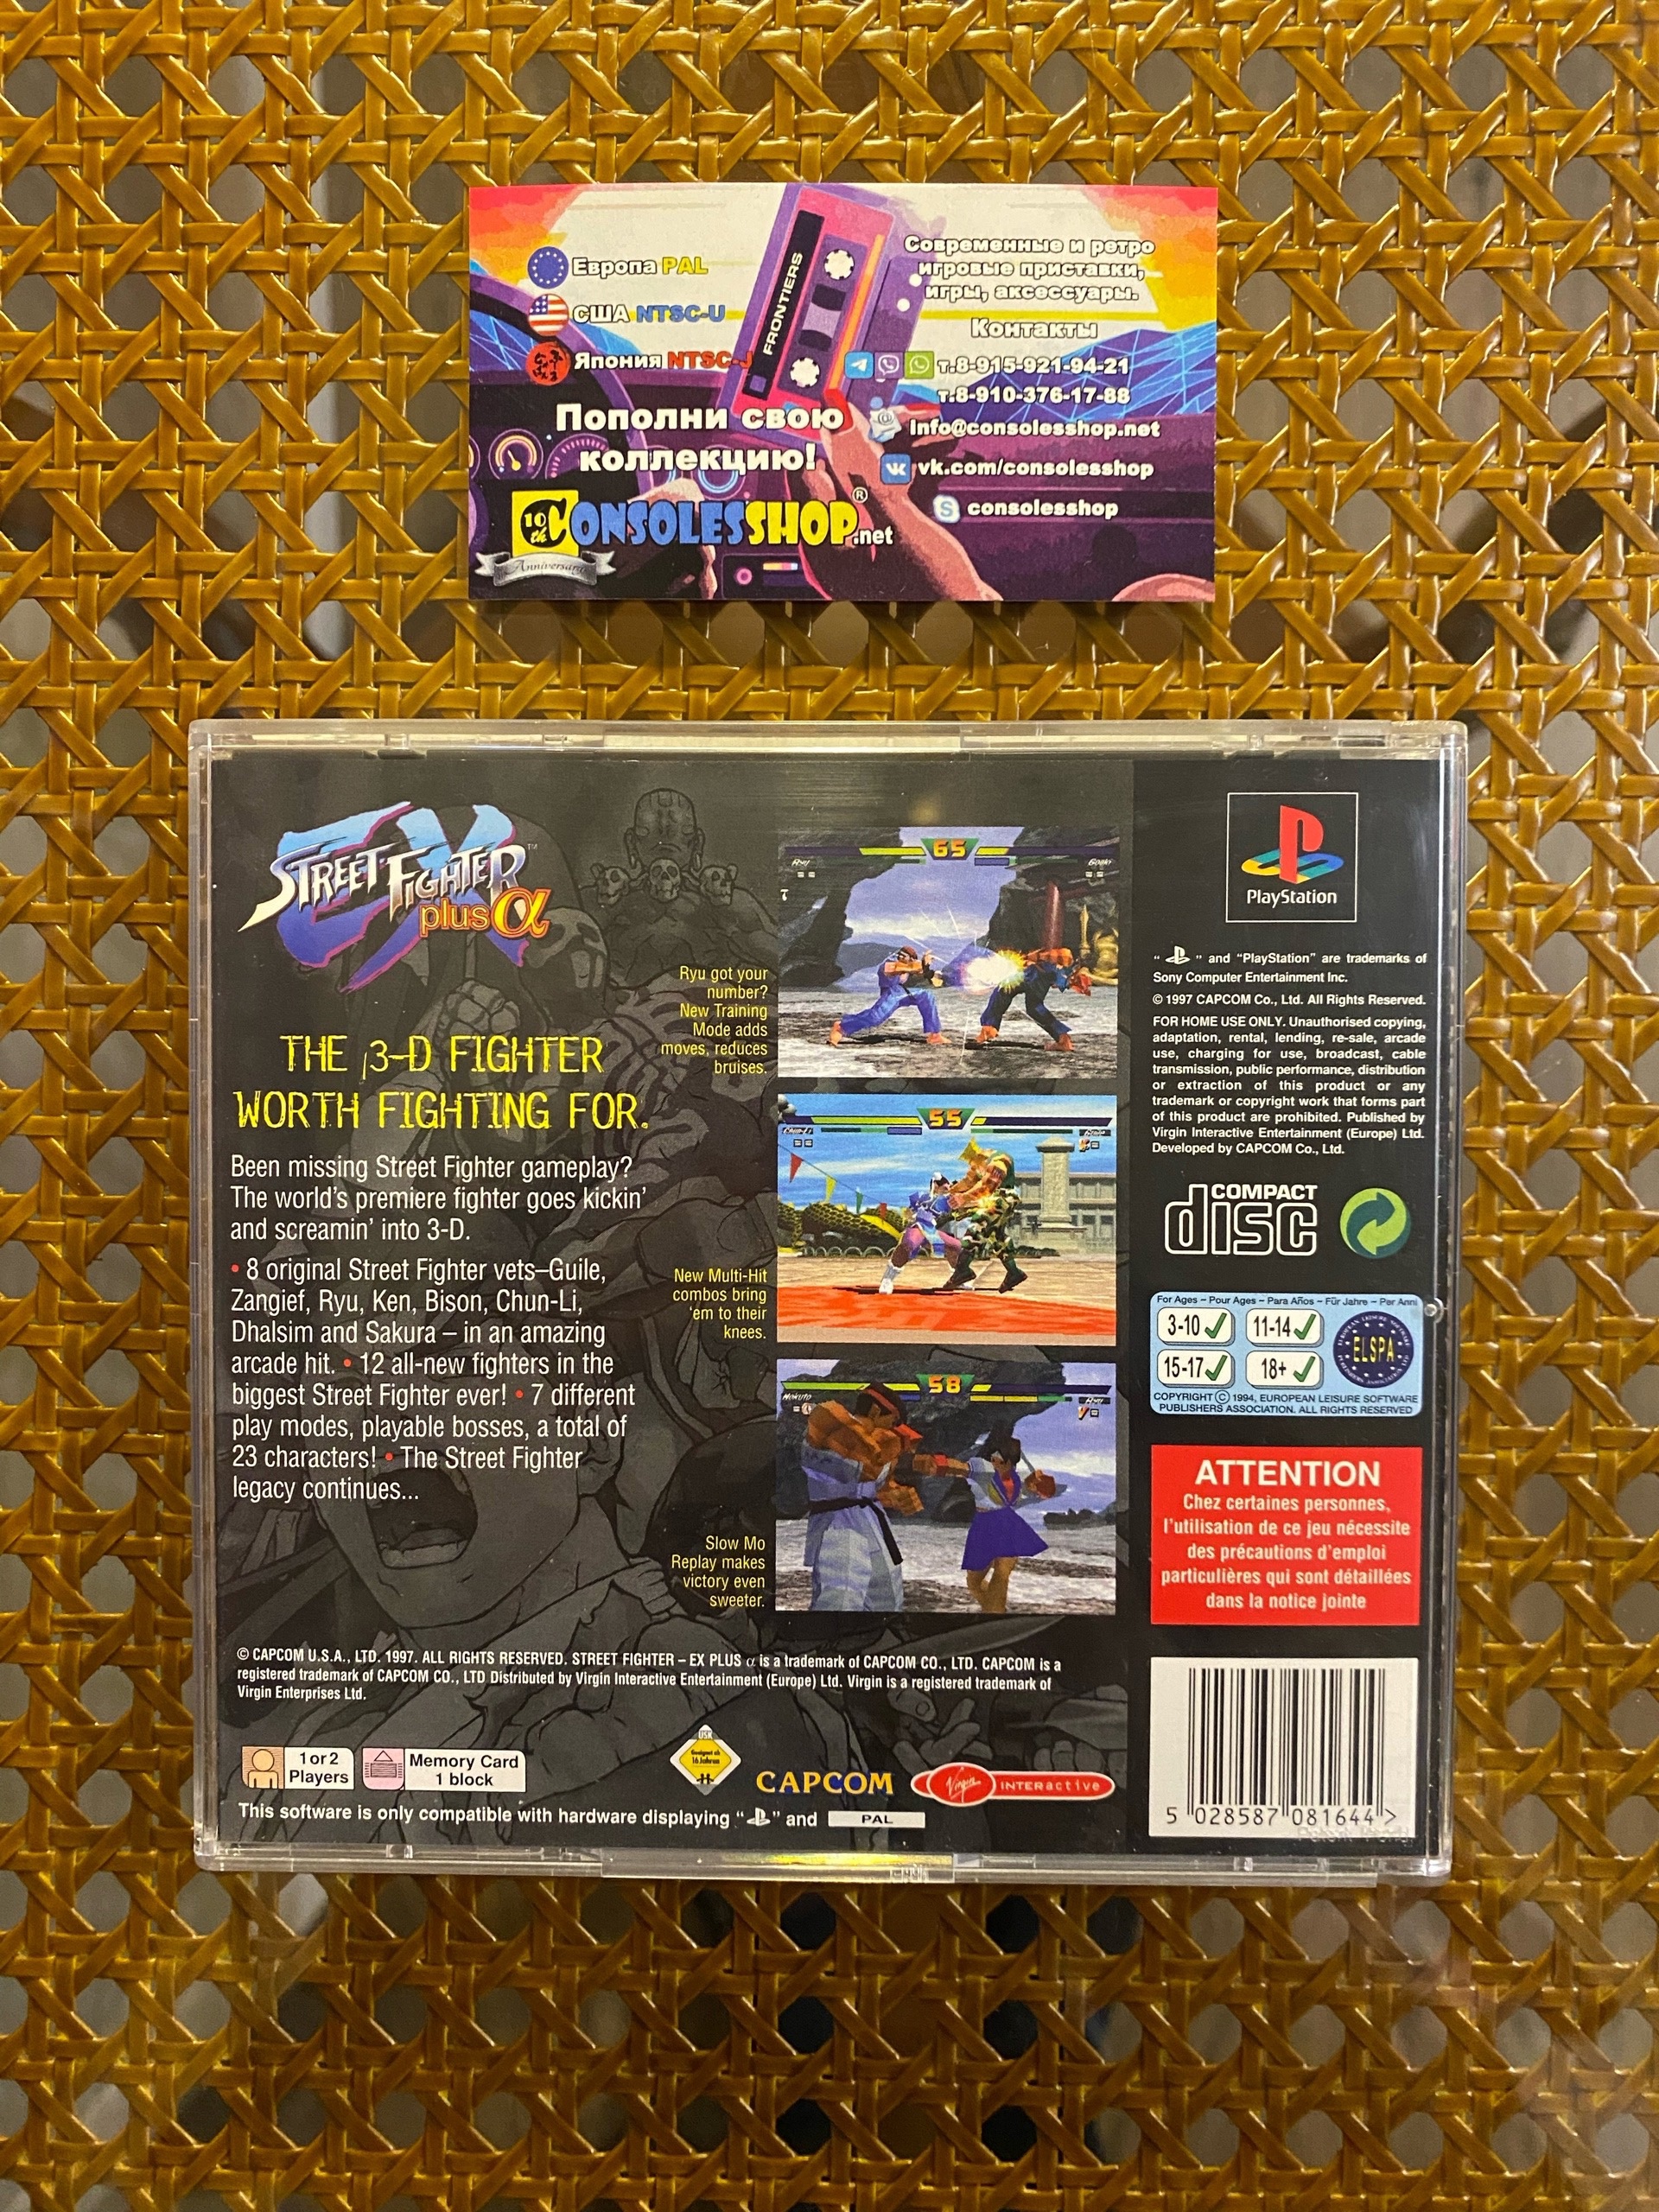 Европа PAL
США NTSC-U
Япония NTSC-J
Пополни свою
коллекцию!
10th
CONSOLESSHOP.net
®
Anniversary
FRONTIERS
Современные и ретро
игровые приставки,
игры, аксессуары.
Контакты
т.8-915-921-94-21
т.8-910-376-17-88
Info@consolesshop.net
vk.com/consolesshop
consolesshop
STREET FIGHTER™
EX
plus α
THE 3-D FIGHTER
WORTH FIGHTING FOR.
Been missing Street Fighter gameplay?
The world's premiere fighter goes kickin'
and screamin' into 3-D.
• 8 original Street Fighter vets–Guile,
Zangief, Ryu, Ken, Bison, Chun-Li,
Dhalsim and Sakura – in an amazing
arcade hit. • 12 all-new fighters in the
biggest Street Fighter ever! • 7 different
play modes, playable bosses, a total of
23 characters! • The Street Fighter
legacy continues...
Ryu got your
number?
New Training
Mode adds
moves, reduces
bruises.
65
Ryu
New Multi-Hit
combos bring
'em to their
knees.
55
Slow Mo
Replay makes
victory even
sweeter.
58
Hokuto
© CAPCOM U.S.A., LTD. 1997. ALL RIGHTS RESERVED. STREET FIGHTER – EX PLUS α is a trademark of CAPCOM CO., LTD. CAPCOM is a
registered trademark of CAPCOM CO., LTD Distributed by Virgin Interactive Entertainment (Europe) Ltd. Virgin is a registered trademark of
Virgin Enterprises Ltd.
1 or 2
Players
Memory Card
1 block
USK
Geeignet ab
16 Jahren
CAPCOM
Virgin INTERactive
This software is only compatible with hardware displaying " " and PAL
PlayStation
" " and "PlayStation" are trademarks of
Sony Computer Entertainment Inc.
© 1997 CAPCOM Co., Ltd. All Rights Reserved.
FOR HOME USE ONLY. Unauthorised copying,
adaptation, rental, lending, re-sale, arcade
use, charging for use, broadcast, cable
transmission, public performance, distribution
or extraction of this product or any
trademark or copyright work that forms part
of this product are prohibited. Published by
Virgin Interactive Entertainment (Europe) Ltd.
Developed by CAPCOM Co., Ltd.
COMPACT
disc
For Ages – Pour Ages – Para Años – Für Jahre – Per Anni
3-10 11-14
15-17 18+
ELSPA
COPYRIGHT © 1994, EUROPEAN LEISURE SOFTWARE
PUBLISHERS ASSOCIATION. ALL RIGHTS RESERVED
ATTENTION
Chez certaines personnes,
l'utilisation de ce jeu nécessite
des précautions d'emploi
particulières qui sont détaillées
dans la notice jointe
5 028587 081644 >